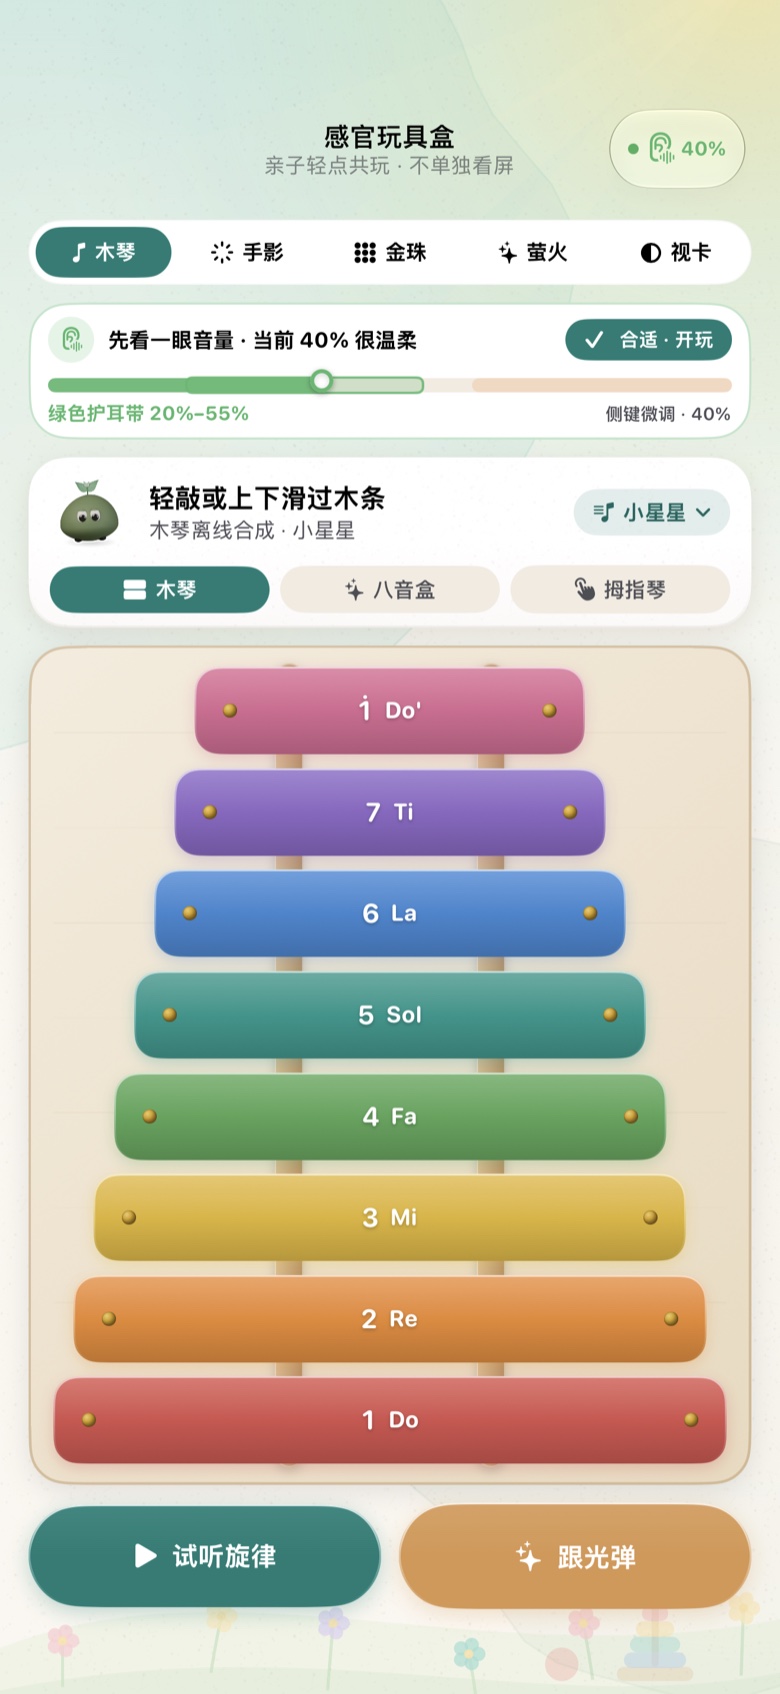 感官玩具盒
亲子轻点共玩 · 不单独看屏
40%
木琴 手影 金珠 萤火 视卡
先看一眼音量 · 当前 40% 很温柔
合适 · 开玩
绿色护耳带 20%–55%
侧键微调 · 40%
轻敲或上下滑过木条
木琴离线合成 · 小星星
小星星
木琴 八音盒 拇指琴
1̇ Do'
7 Ti
6 La
5 Sol
4 Fa
3 Mi
2 Re
1 Do
试听旋律
跟光弹